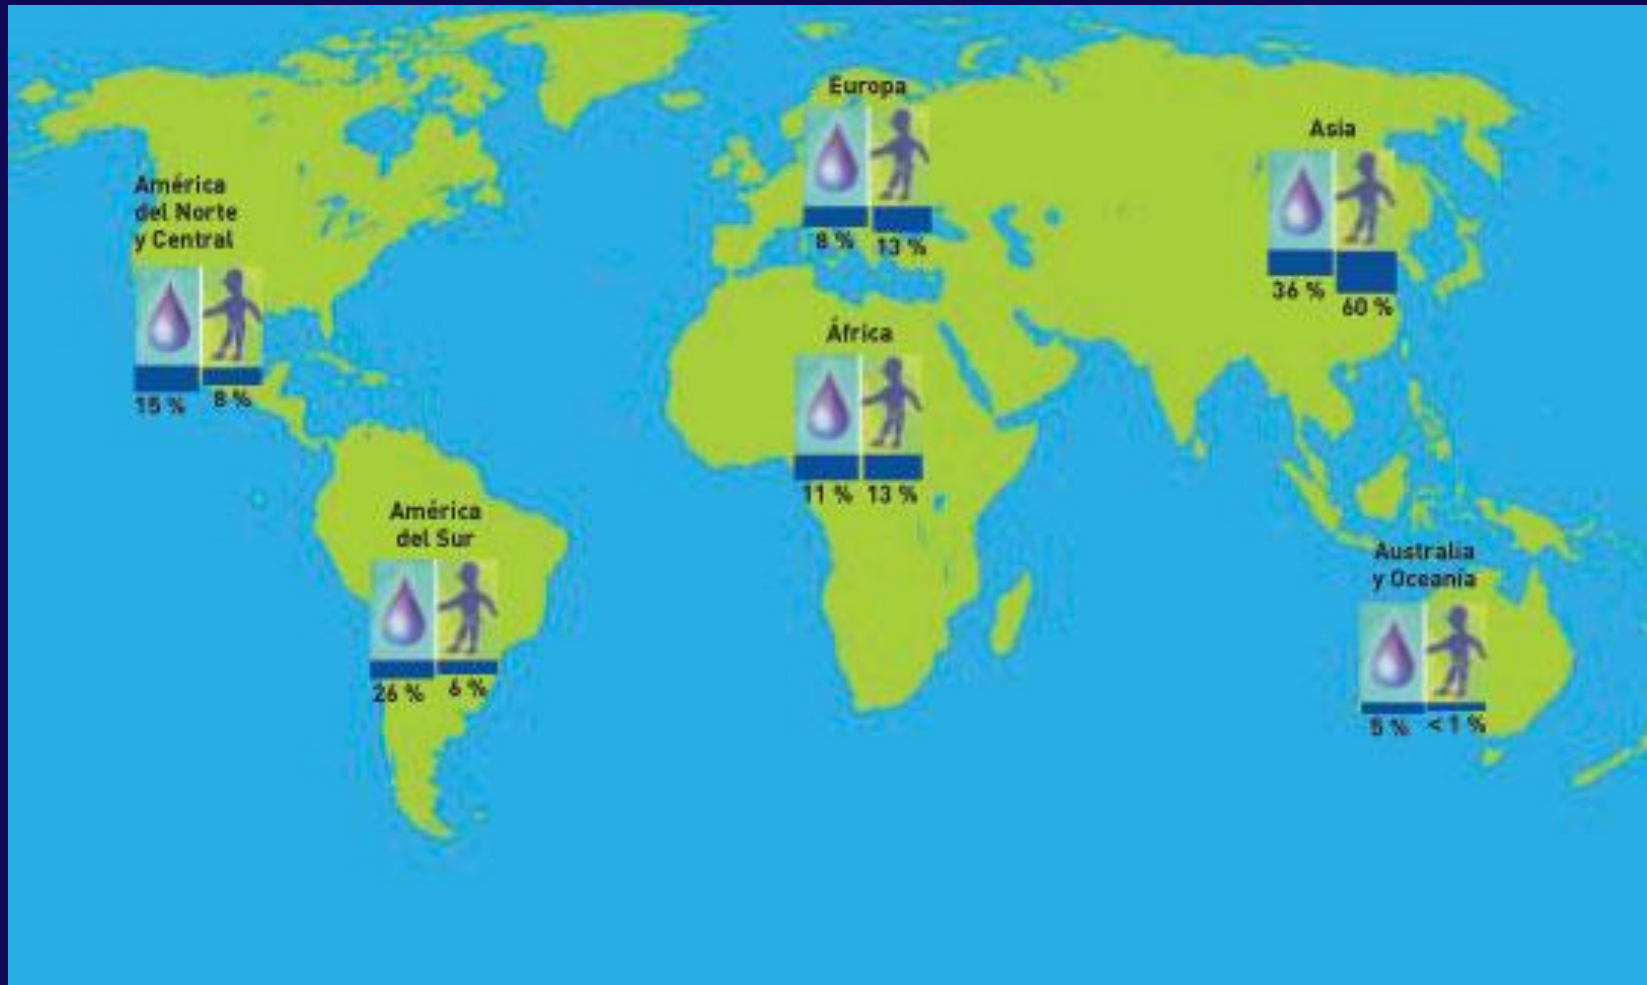 Europa
8 % 13 %
Asia
36 % 60 %
América
del Norte
y Central
15 % 8 %
África
11 % 13 %
América
del Sur
26 % 6 %
Australia
y Oceanía
5 % < 1 %